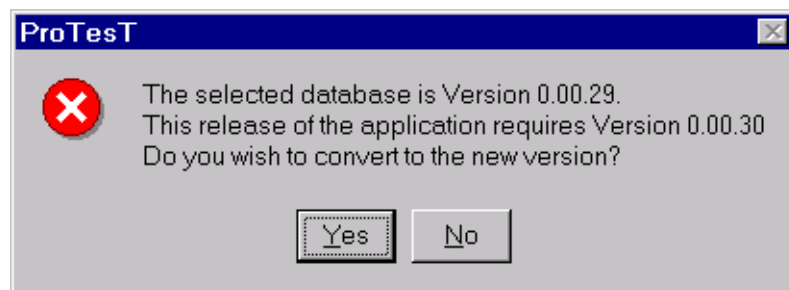 ProTesT
The selected database is Version 0.00.29.
This release of the application requires Version 0.00.30
Do you wish to convert to the new version?
Yes No